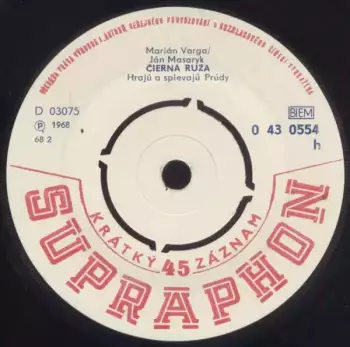 Marián Varga/
Ján Masaryk
ČIERNA RUŽA
Hrajú a spievajú Prúdy
D 03075
Ⓟ 1968
68 2
BIEM
0 43 0554
h
KRÁTKÝ 45 ZÁZNAM
SUPRAPHON